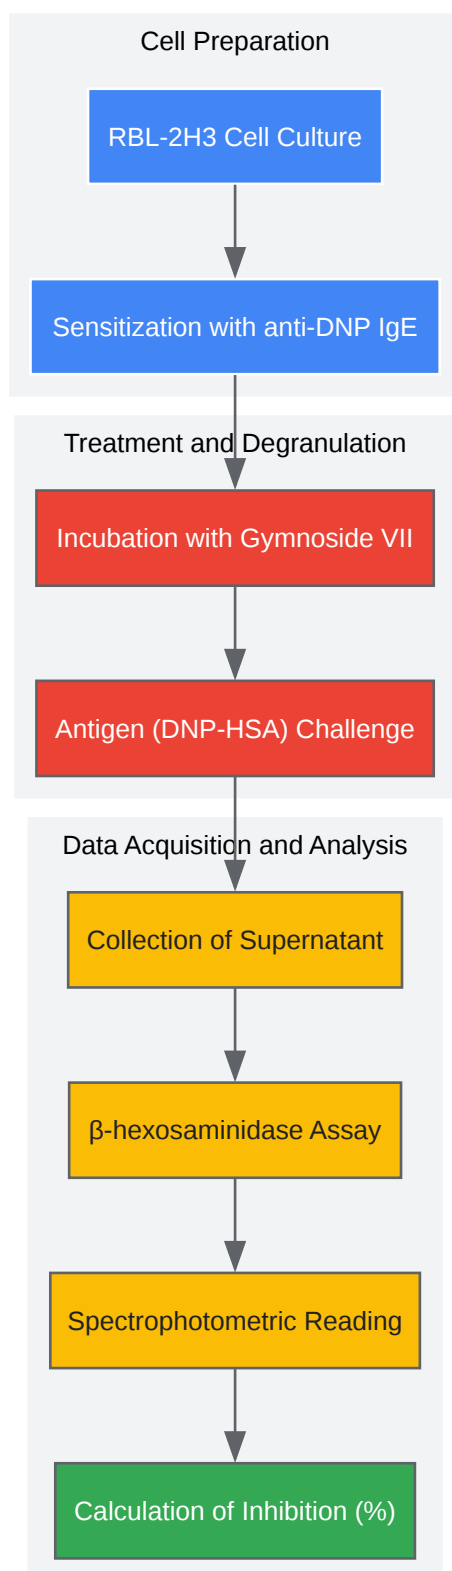 Cell Preparation
RBL-2H3 Cell Culture
Sensitization with anti-DNP IgE
Treatment and Degranulation
Incubation with Gymnoside VII
Antigen (DNP-HSA) Challenge
Data Acquisition and Analysis
Collection of Supernatant
β-hexosaminidase Assay
Spectrophotometric Reading
Calculation of Inhibition (%)